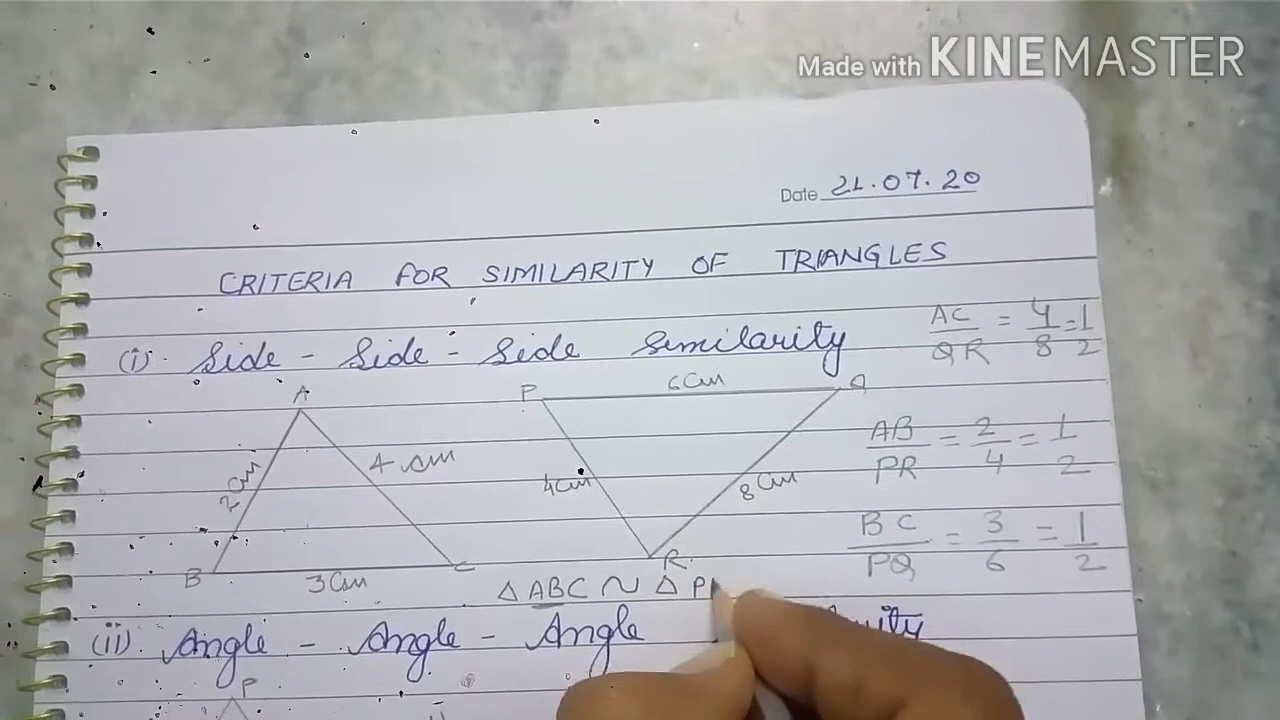 Made with KINEMASTER
Date 21.07.20
CRITERIA FOR SIMILARITY OF TRIANGLES
(i). Side - Side - Side Similarity
AC/QR = 4/8 = 1/2
A
P
6cm
Q
2cm
4 cm
4cm
8cm
AB/PR = 2/4 = 1/2
BC/PQ = 3/6 = 1/2
B
3cm
C
R
△ ABC ~ △ P
(ii). Angle - Angle - Angle
P